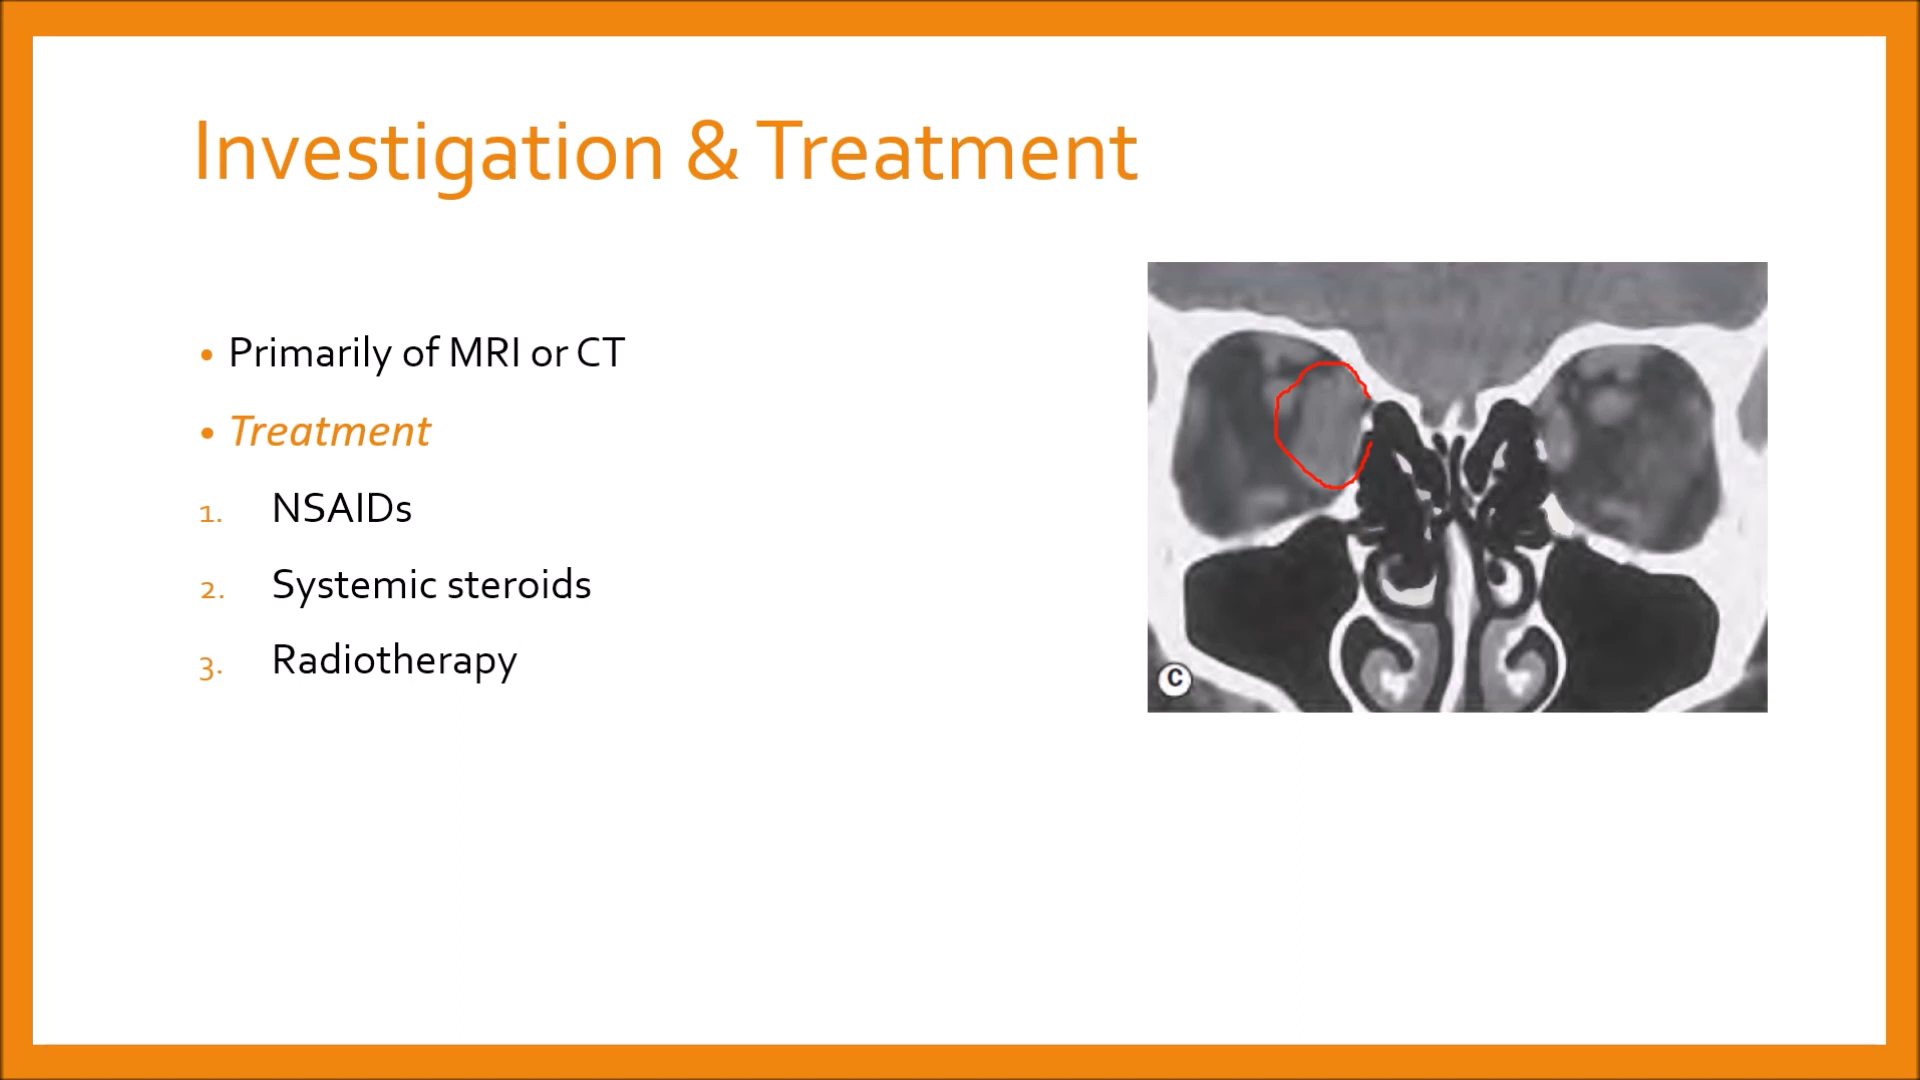 Investigation & Treatment
• Primarily of MRI or CT
• Treatment
1. NSAIDs
2. Systemic steroids
3. Radiotherapy
C